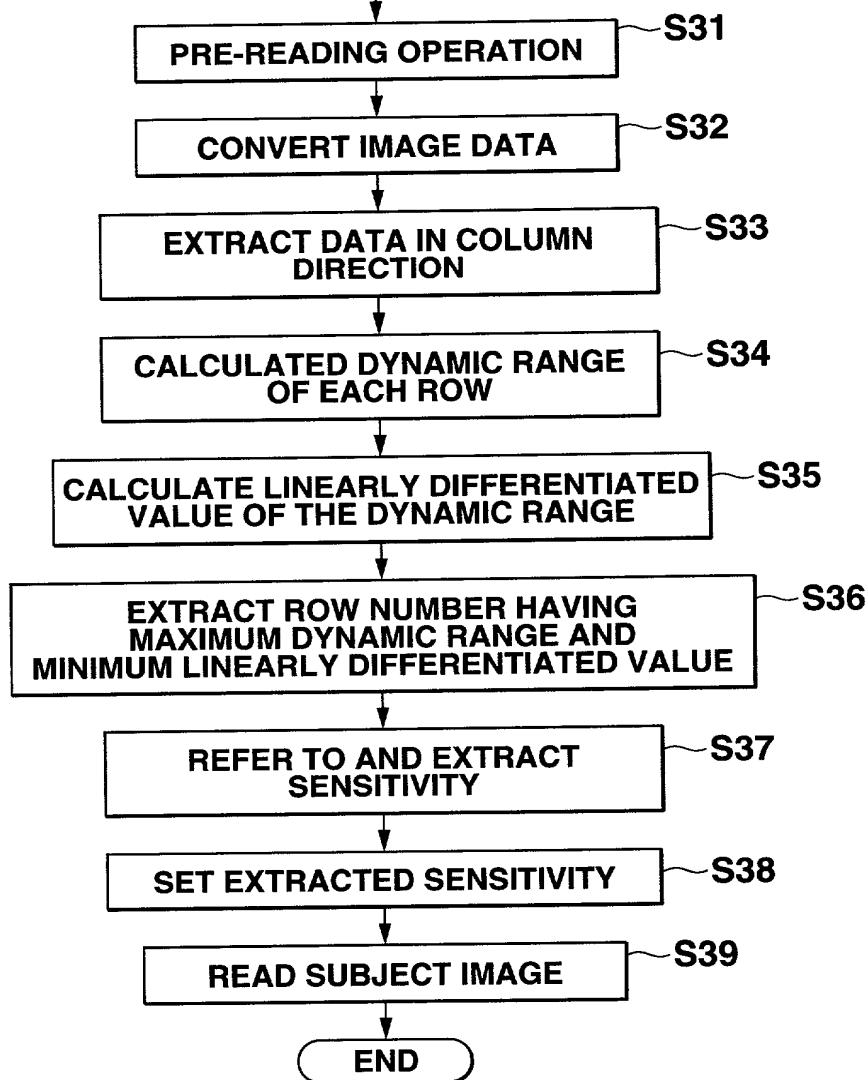 PRE-READING OPERATION
S31
CONVERT IMAGE DATA
S32
EXTRACT DATA IN COLUMN
DIRECTION
S33
CALCULATED DYNAMIC RANGE
OF EACH ROW
S34
CALCULATE LINEARLY DIFFERENTIATED
VALUE OF THE DYNAMIC RANGE
S35
EXTRACT ROW NUMBER HAVING
MAXIMUM DYNAMIC RANGE AND
MINIMUM LINEARLY DIFFERENTIATED VALUE
S36
REFER TO AND EXTRACT
SENSITIVITY
S37
SET EXTRACTED SENSITIVITY
S38
READ SUBJECT IMAGE
S39
END